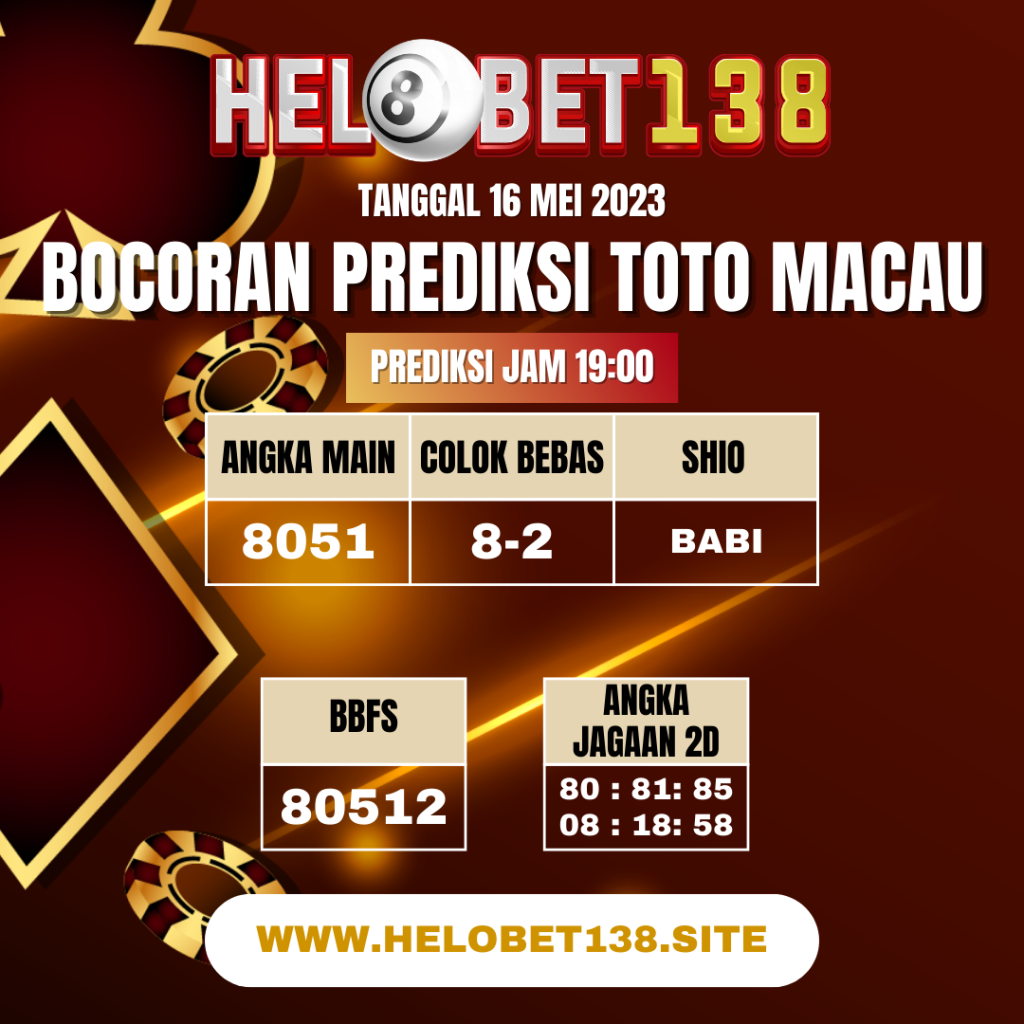 HELOBET138
TANGGAL 16 MEI 2023
BOCORAN PREDIKSI TOTO MACAU
PREDIKSI JAM 19:00
ANGKA MAIN COLOK BEBAS SHIO
8051 8-2 BABI
BBFS
80512
ANGKA
JAGAAN 2D
80 : 81: 85
08 : 18: 58
WWW.HELOBET138.SITE